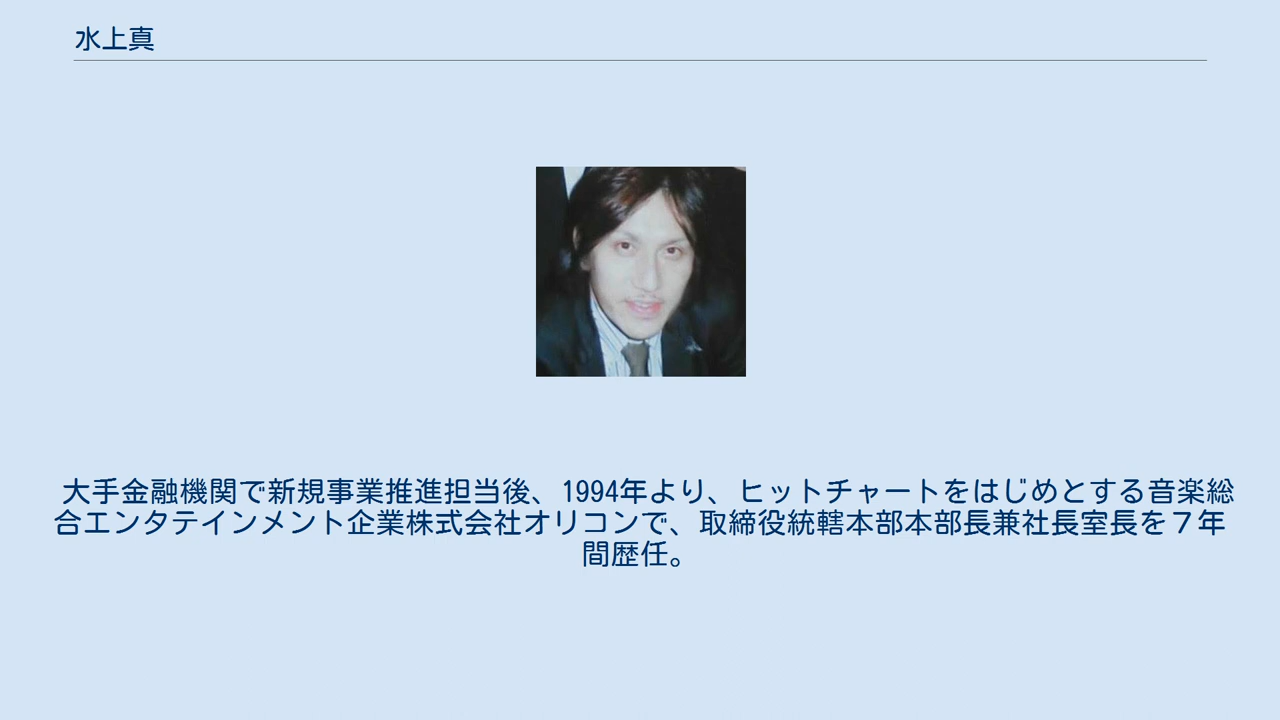 水上真
大手金融機関で新規事業推進担当後、1994年より、ヒットチャートをはじめとする音楽総
合エンタテインメント企業株式会社オリコンで、取締役統轄本部本部長兼社長室長を７年
間歴任。